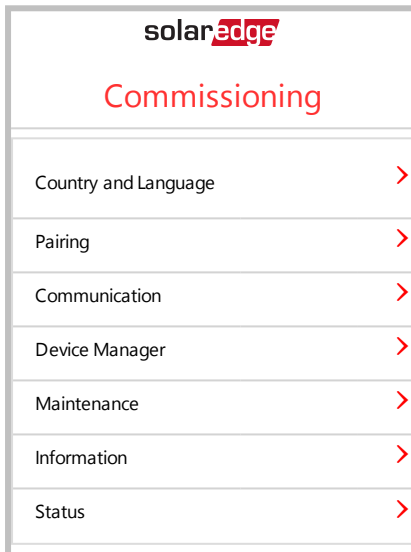 solaredge
Commissioning
Country and Language
Pairing
Communication
Device Manager
Maintenance
Information
Status